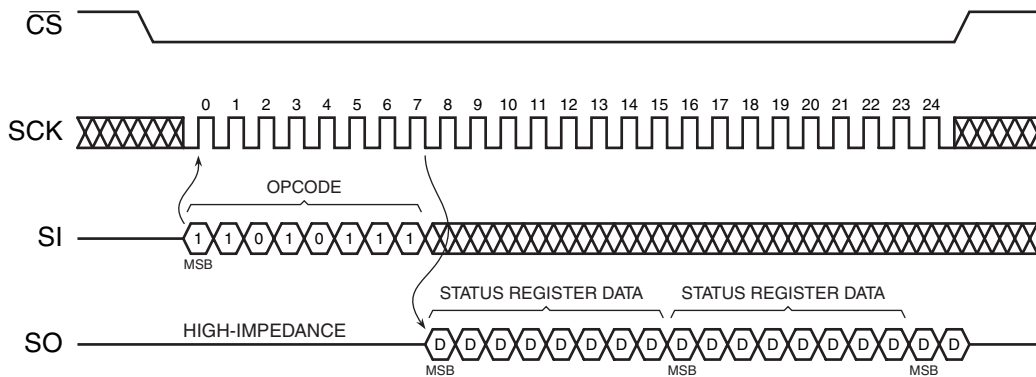 CS
0 1 2 3 4 5 6 7 8 9 10 11 12 13 14 15 16 17 18 19 20 21 22 23 24
SCK
OPCODE
SI 1 1 0 1 0 1 1 1
MSB
STATUS REGISTER DATA STATUS REGISTER DATA
HIGH-IMPEDANCE
SO D D D D D D D D D D D D D D D D D D
MSB MSB MSB